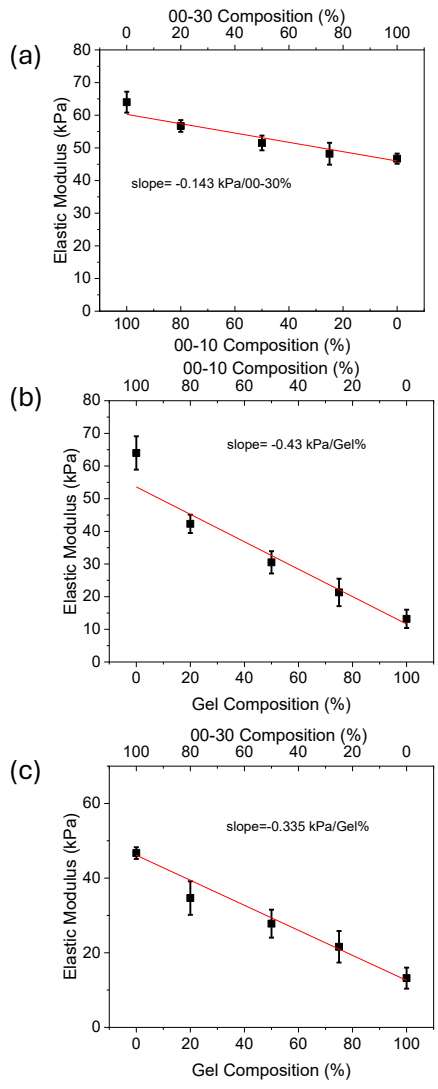 00-30 Composition (%)
0 20 40 60 80 100
(a)
Elastic Modulus (kPa)
80
70
60
50
40
30
20
10
0
slope= -0.143 kPa/00-30%
100 80 60 40 20 0
00-10 Composition (%)
00-10 Composition (%)
100 80 60 40 20 0
(b)
Elastic Modulus (kPa)
80
70
60
50
40
30
20
10
0
slope= -0.43 kPa/Gel%
0 20 40 60 80 100
Gel Composition (%)
00-30 Composition (%)
100 80 60 40 20 0
(c)
Elastic Modulus (kPa)
60
40
20
0
slope=-0.335 kPa/Gel%
0 20 40 60 80 100
Gel Composition (%)